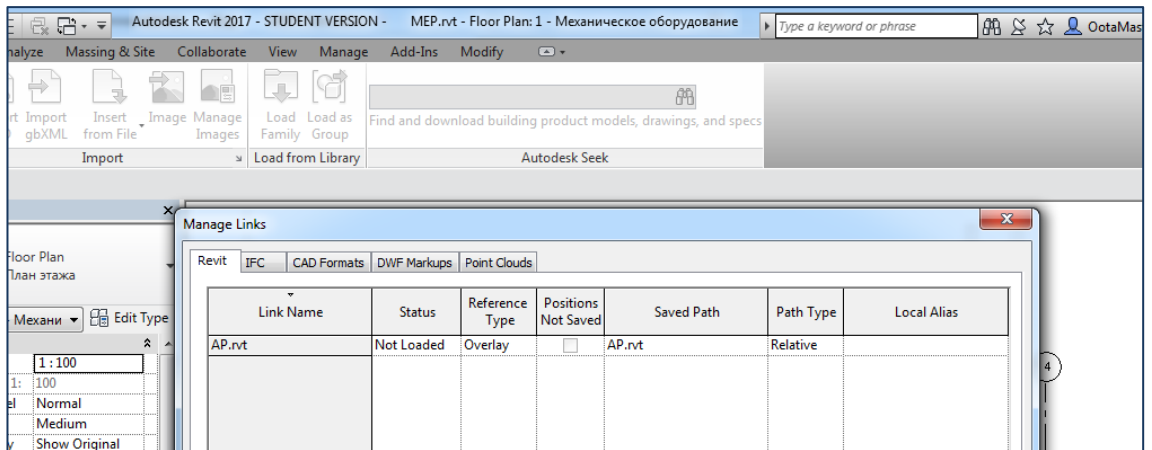 Autodesk Revit 2017 - STUDENT VERSION - MEP.rvt - Floor Plan: 1 - Механическое оборудование Type a keyword or phrase OotaMas
nalyze Massing & Site Collaborate View Manage Add-Ins Modify
rt Import Insert Image Manage Load Load as Find and download building product models, drawings, and specs
gbXML from File Images Family Group
Import Load from Library Autodesk Seek
Manage Links
Floor Plan
План этажа
Механи Edit Type
1 : 100
1: 100
el Normal
Medium
y Show Original
Revit IFC CAD Formats DWF Markups Point Clouds
Link Name Status Reference Type Positions Not Saved Saved Path Path Type Local Alias
AP.rvt Not Loaded Overlay AP.rvt Relative
4